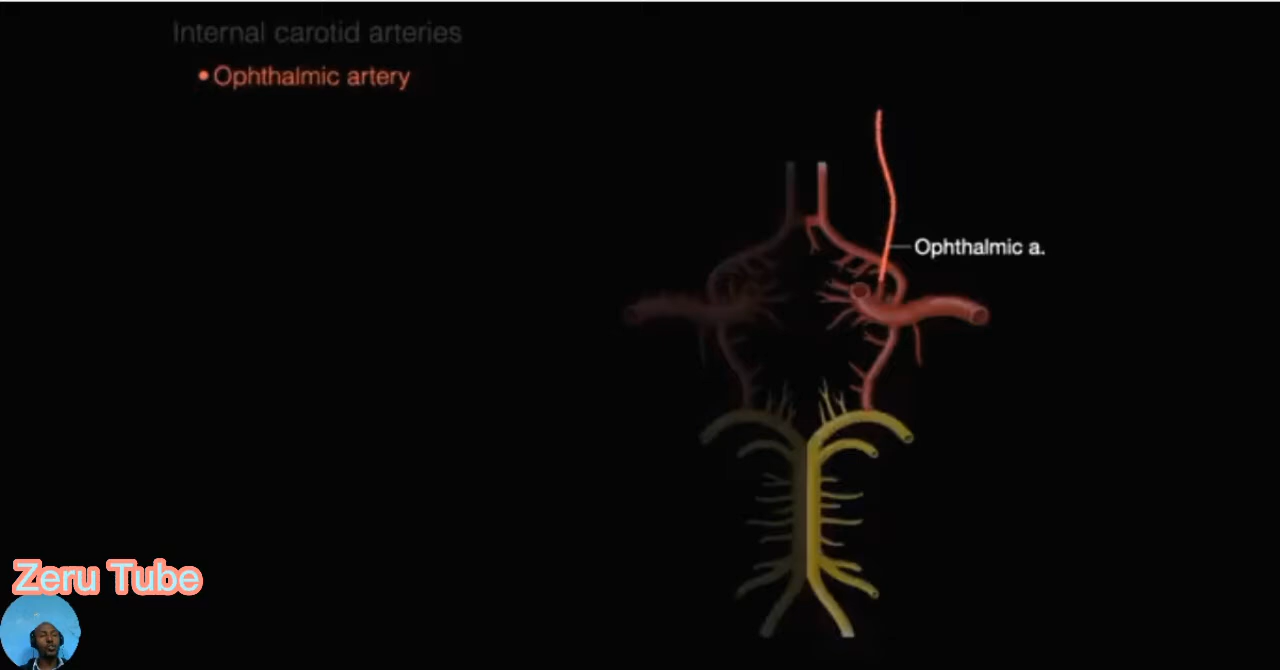 Internal carotid arteries
• Ophthalmic artery
Ophthalmic a.
Zeru Tube